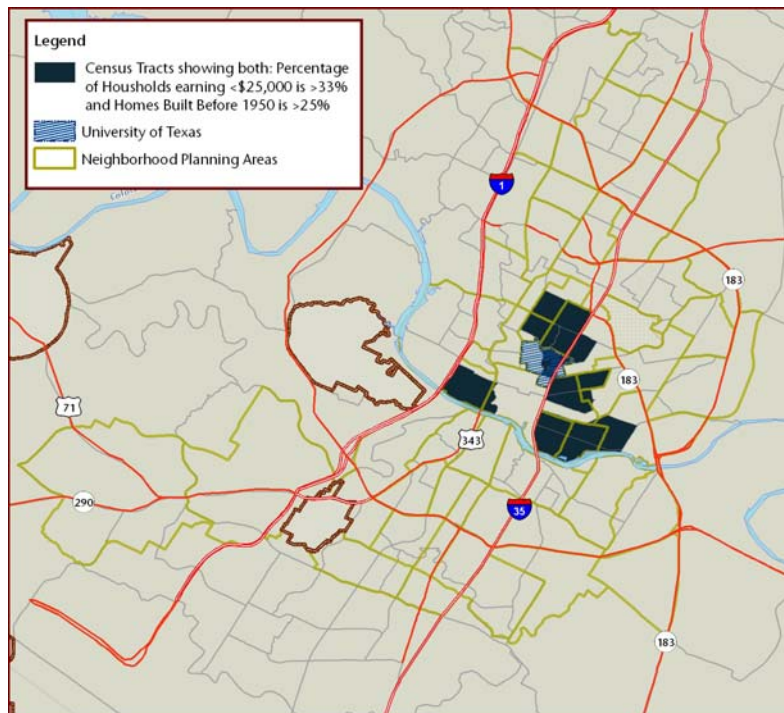 Legend
Census Tracts showing both: Percentage
of Housholds earning <$25,000 is >33%
and Homes Built Before 1950 is >25%
University of Texas
Neighborhood Planning Areas
1
183
183
71
343
290
35
183